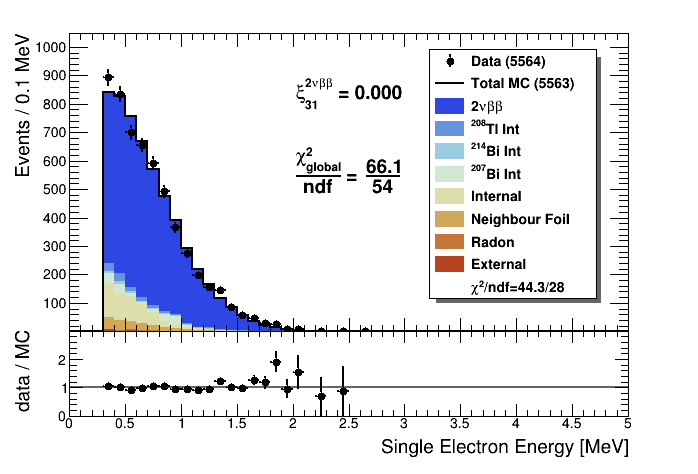 Events / 0.1 MeV
1000
900
800
700
600
500
400
300
200
100
ξ³¹ 2νββ = 0.000
χ² global / ndf = 66.1 / 54
Data (5564)
Total MC (5563)
2νββ
²⁰⁸Tl Int
²¹⁴Bi Int
²⁰⁷Bi Int
Internal
Neighbour Foil
Radon
External
χ²/ndf=44.3/28
data / MC
2
1
0
0 0.5 1 1.5 2 2.5 3 3.5 4 4.5 5
Single Electron Energy [MeV]